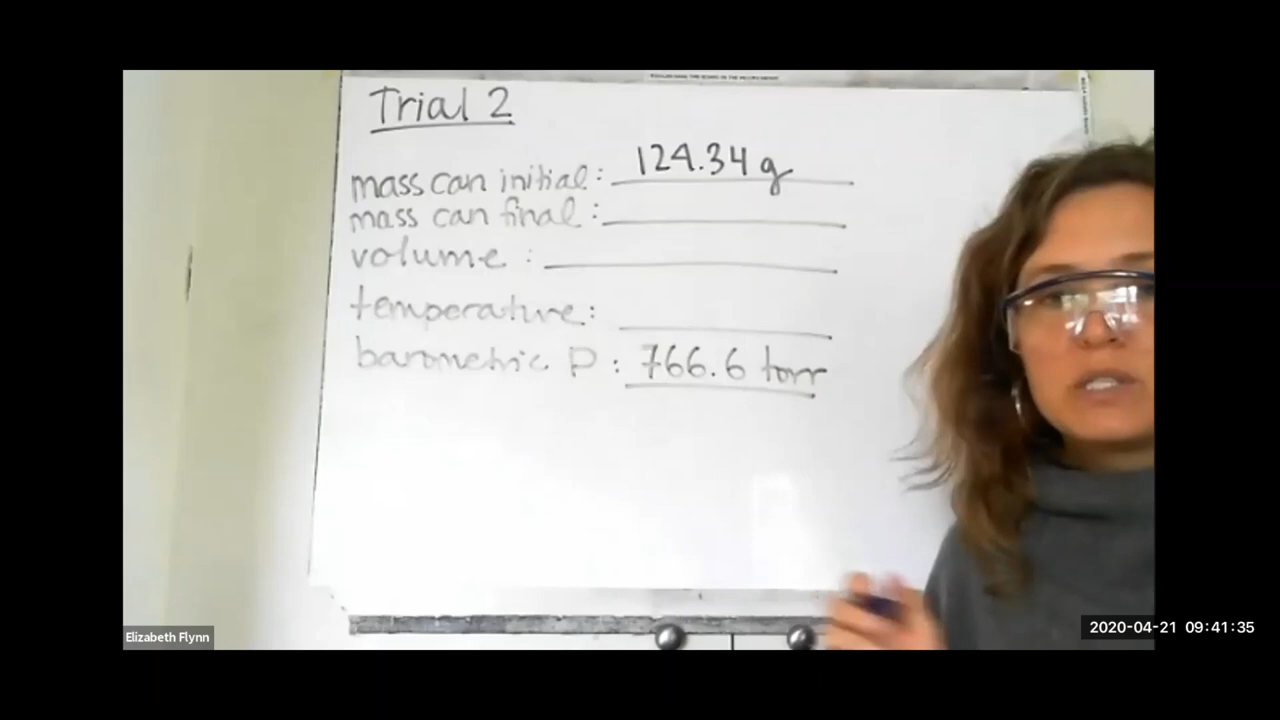 Trial 2
mass can initial: 124.34 g
mass can final:
volume :
temperature:
barometric P : 766.6 torr
Elizabeth Flynn
2020-04-21 09:41:35